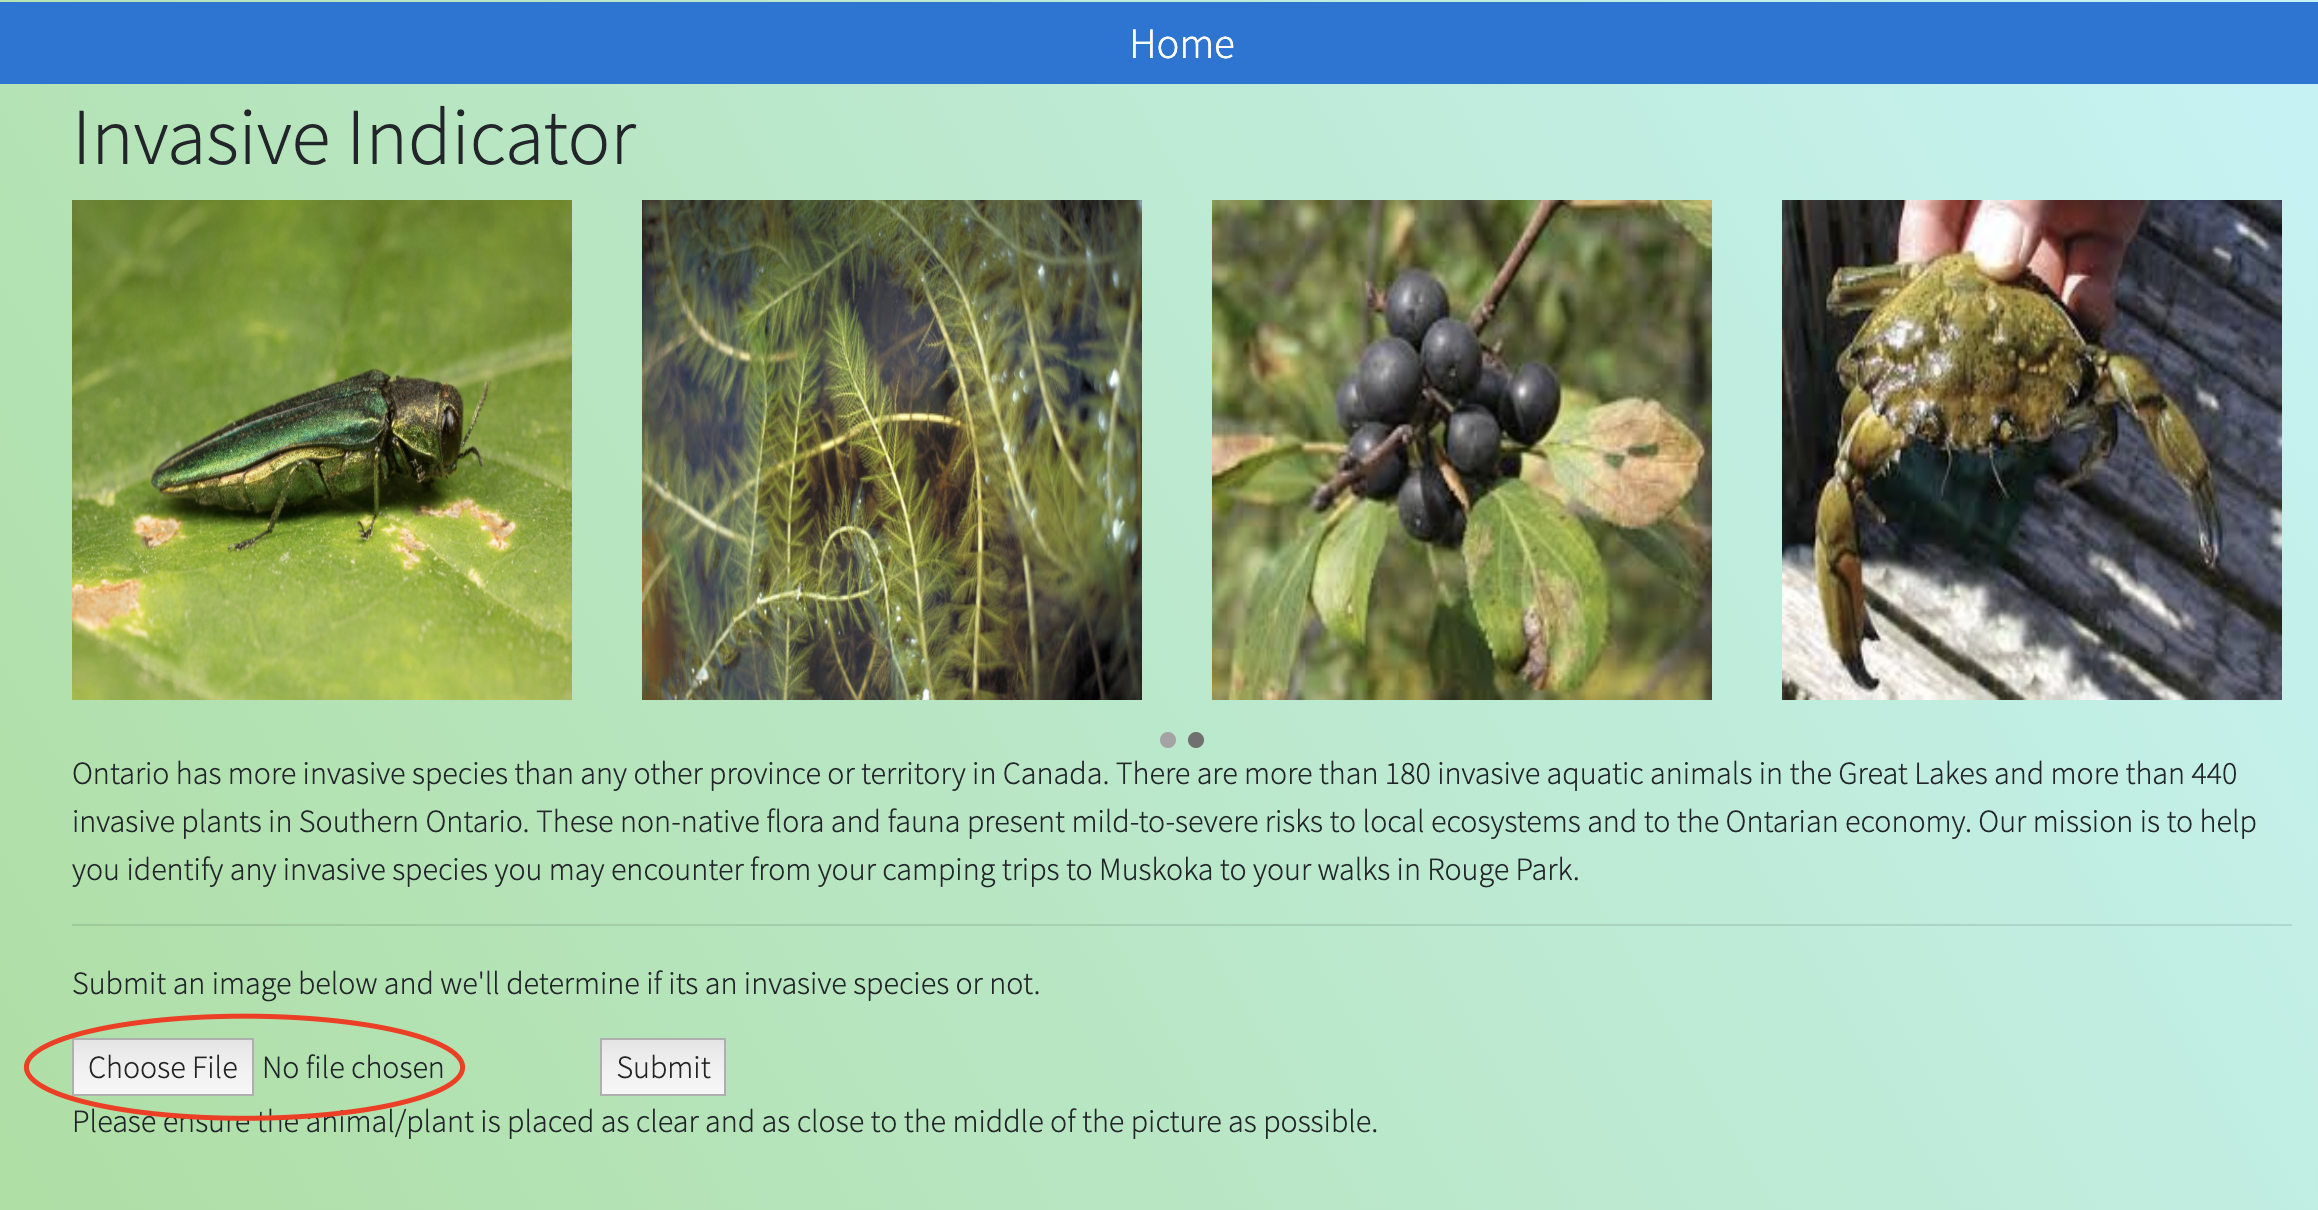 Home
Invasive Indicator
Ontario has more invasive species than any other province or territory in Canada. There are more than 180 invasive aquatic animals in the Great Lakes and more than 440
invasive plants in Southern Ontario. These non-native flora and fauna present mild-to-severe risks to local ecosystems and to the Ontarian economy. Our mission is to help
you identify any invasive species you may encounter from your camping trips to Muskoka to your walks in Rouge Park.
Submit an image below and we'll determine if its an invasive species or not.
Choose File No file chosen Submit
Please ensure the animal/plant is placed as clear and as close to the middle of the picture as possible.